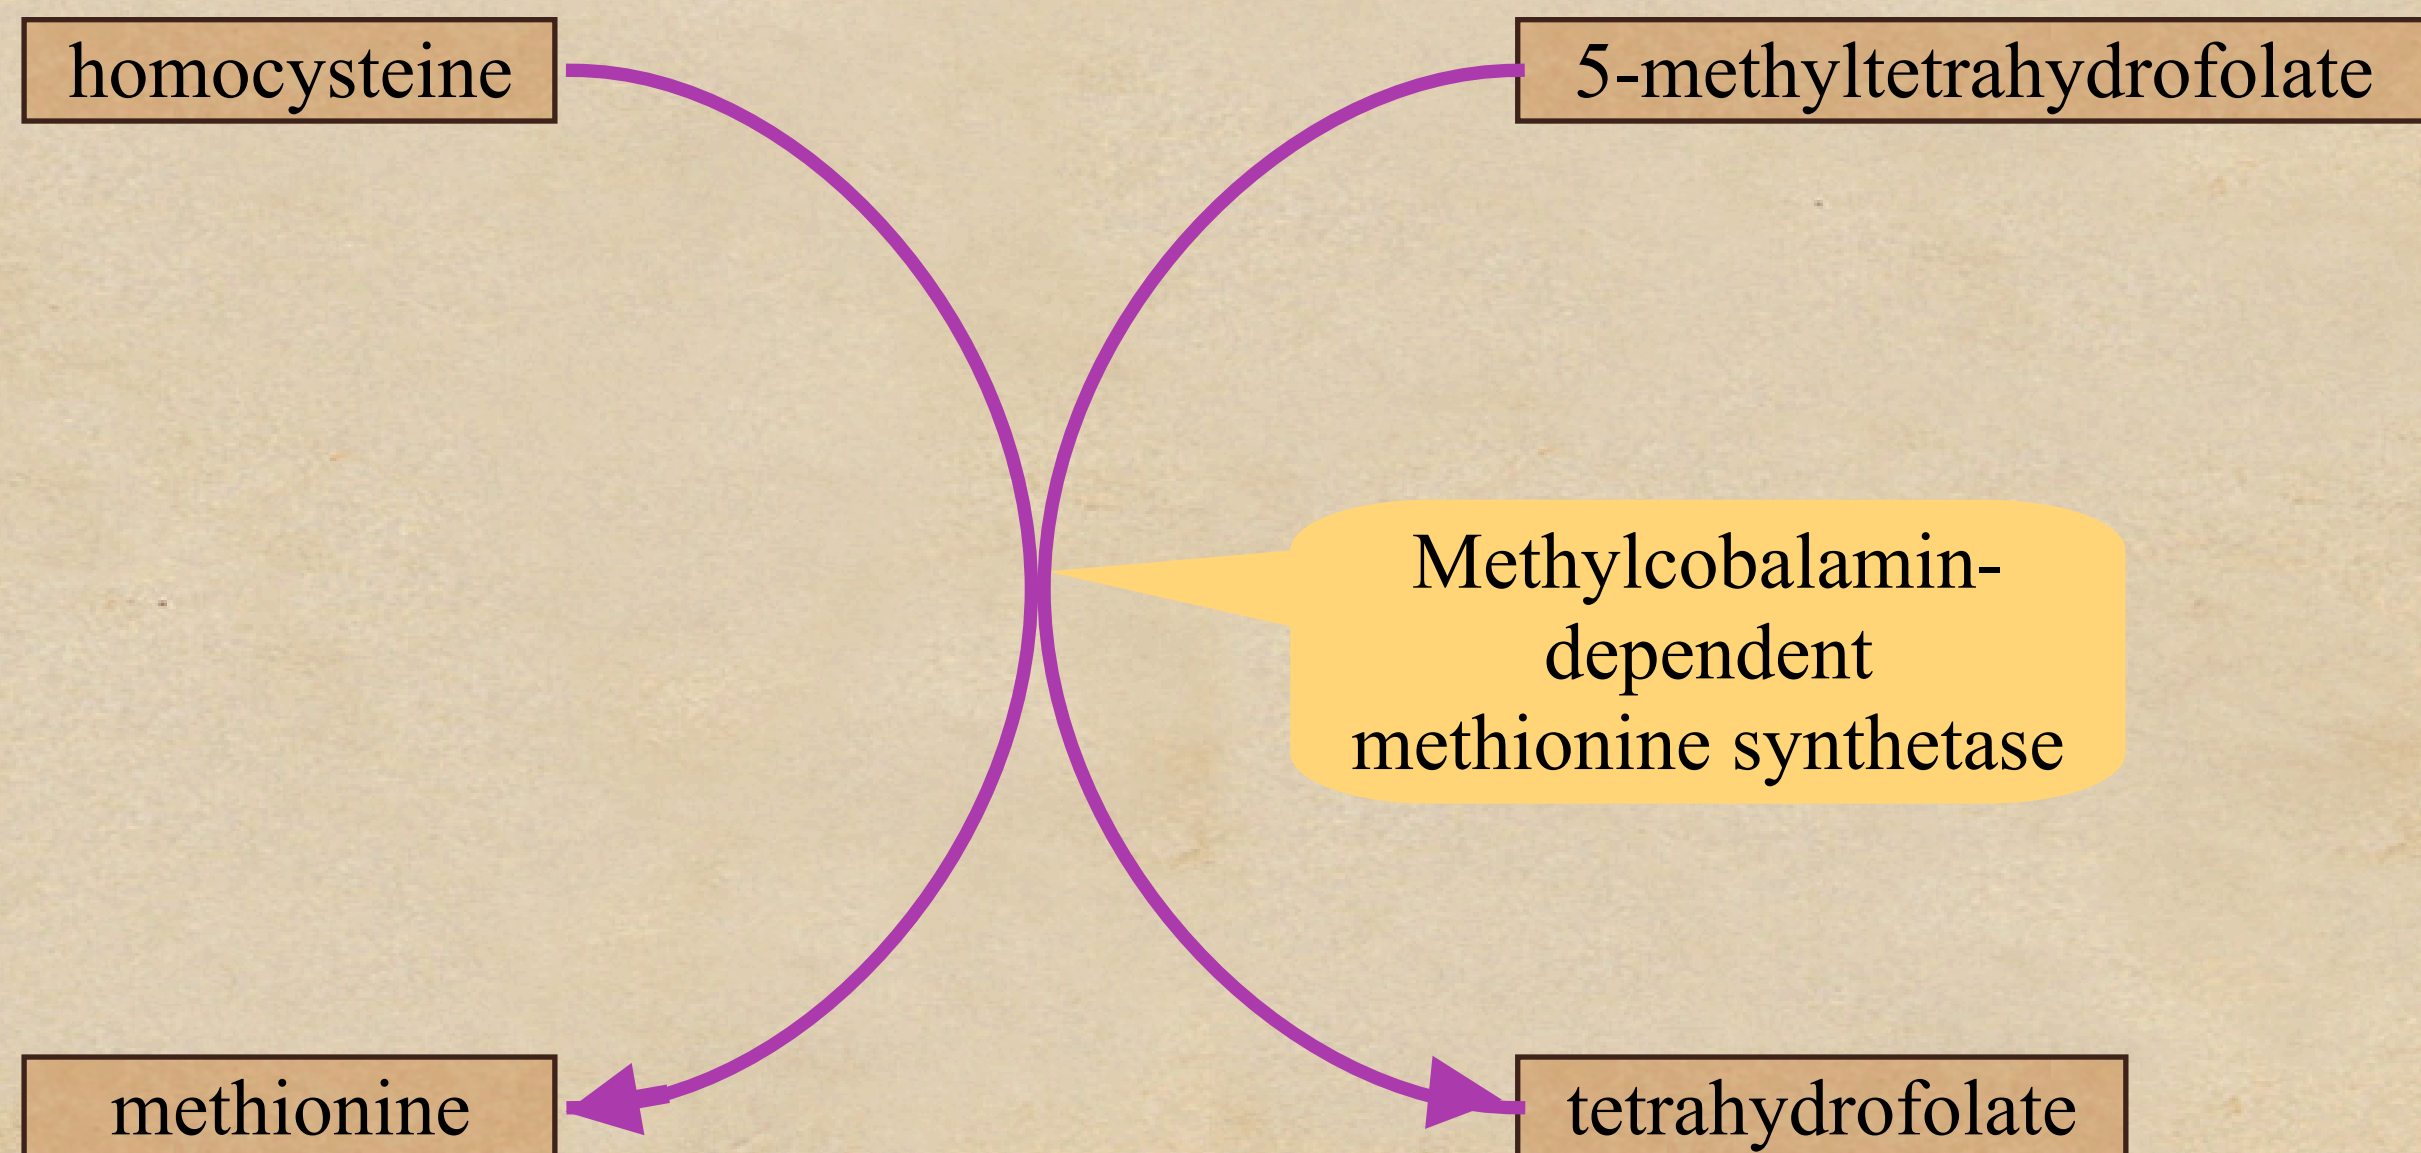 homocysteine
5-methyltetrahydrofolate
Methylcobalamin-
dependent
methionine synthetase
methionine
tetrahydrofolate